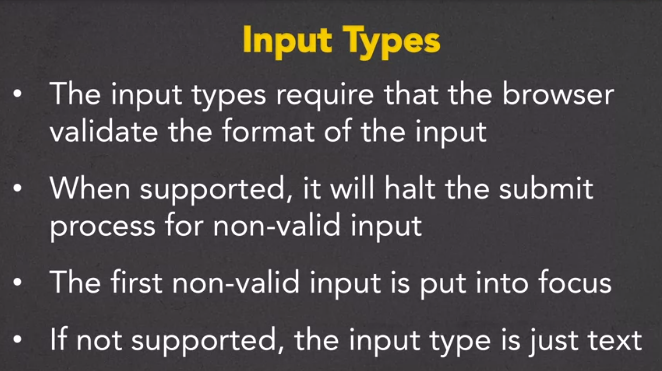 Input Types
• The input types require that the browser
validate the format of the input
• When supported, it will halt the submit
process for non-valid input
• The first non-valid input is put into focus
• If not supported, the input type is just text